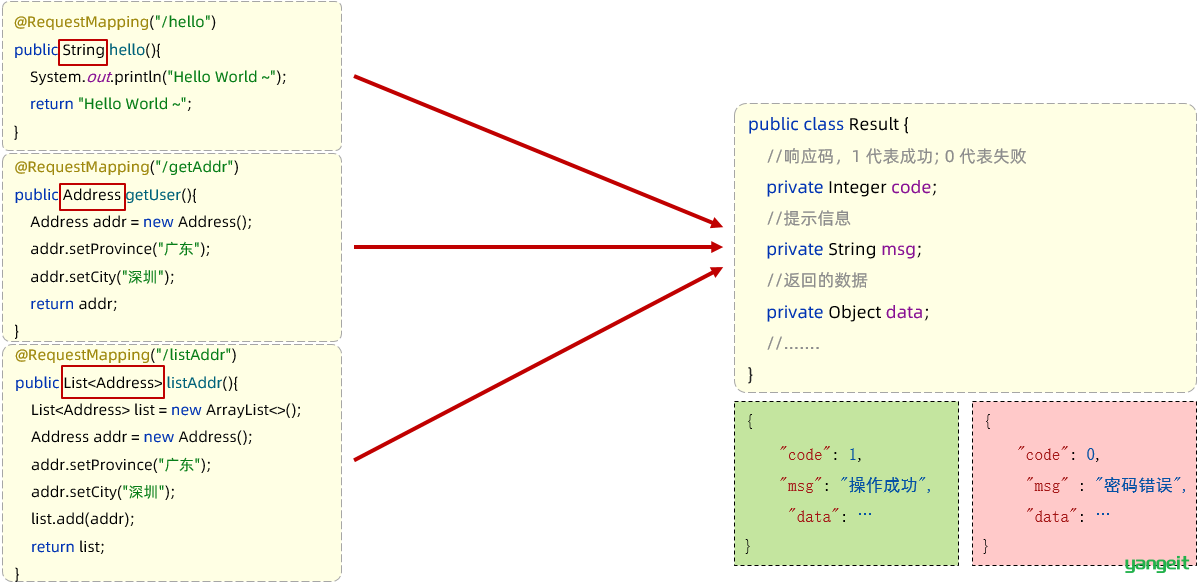 @RequestMapping("/hello")
public String hello(){
System.out.println("Hello World ~");
return "Hello World ~";
}
@RequestMapping("/getAddr")
public Address getUser(){
Address addr = new Address();
addr.setProvince("广东");
addr.setCity("深圳");
return addr;
}
@RequestMapping("/listAddr")
public List<Address> listAddr(){
List<Address> list = new ArrayList<>();
Address addr = new Address();
addr.setProvince("广东");
addr.setCity("深圳");
list.add(addr);
return list;
}
public class Result {
//响应码，1 代表成功; 0 代表失败
private Integer code;
//提示信息
private String msg;
//返回的数据
private Object data;
//.......
}
{
"code": 1,
"msg": "操作成功",
"data": ···
}
{
"code": 0,
"msg" : "密码错误",
"data": ···
}
yangeit